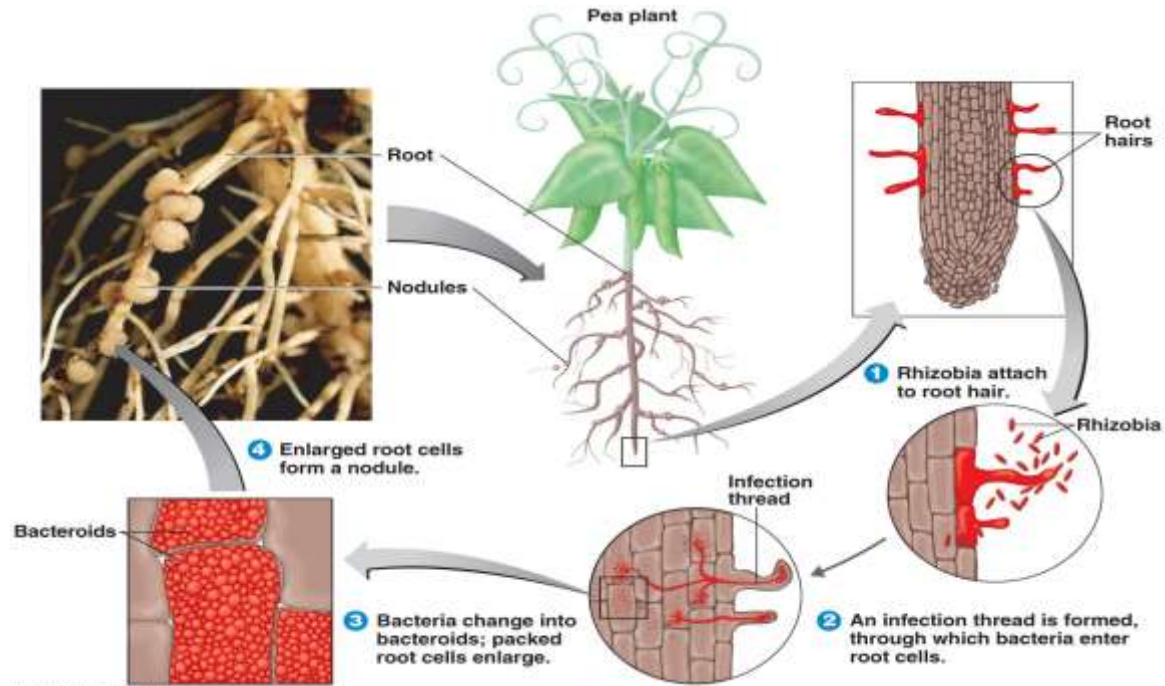 Pea plant
Root
Nodules
Root
hairs
1 Rhizobia attach
to root hair.
Rhizobia
2 An infection thread is formed,
through which bacteria enter
root cells.
Infection
thread
3 Bacteria change into
bacteroids; packed
root cells enlarge.
Bacteroids
4 Enlarged root cells
form a nodule.